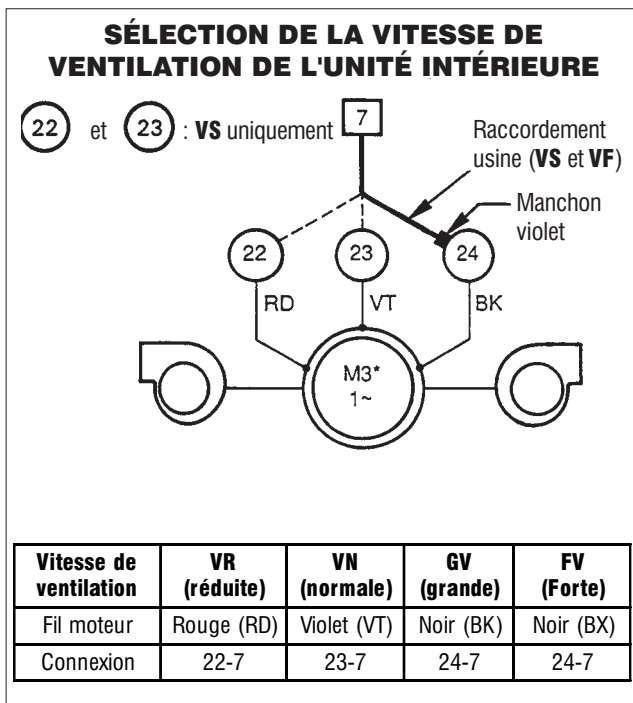 SÉLECTION DE LA VITESSE DE
VENTILATION DE L'UNITÉ INTÉRIEURE
22 et 23 : VS uniquement 7
Raccordement
usine (VS et VF)
Manchon
violet
22 23 24
RD VT BK
M3*
1~
Vitesse de ventilation VR (réduite) VN (normale) GV (grande) FV (Forte)
Fil moteur Rouge (RD) Violet (VT) Noir (BK) Noir (BX)
Connexion 22-7 23-7 24-7 24-7